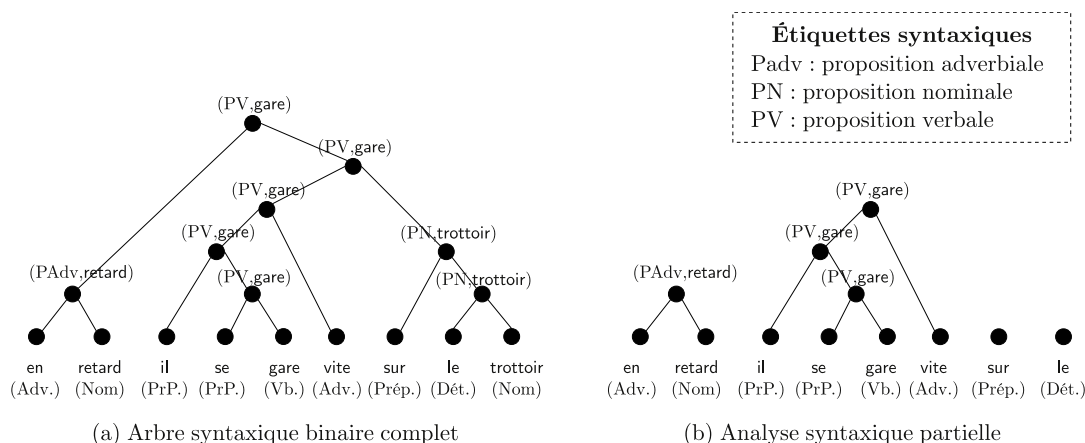 Étiquettes syntaxiques
Padv : proposition adverbiale
PN : proposition nominale
PV : proposition verbale
(PV,gare)
(PV,gare)
(PV,gare)
(PV,gare)
(PN,trottoir)
(PAdv,retard)
(PV,gare)
(PN,trottoir)
en retard il se gare vite sur le trottoir
(Adv.) (Nom) (PrP.) (PrP.) (Vb.) (Adv.) (Prép.) (Dét.) (Nom)
(a) Arbre syntaxique binaire complet
(PV,gare)
(PV,gare)
(PAdv,retard)
(PV,gare)
en retard il se gare vite sur le
(Adv.) (Nom) (PrP.) (PrP.) (Vb.) (Adv.) (Prép.) (Dét.)
(b) Analyse syntaxique partielle